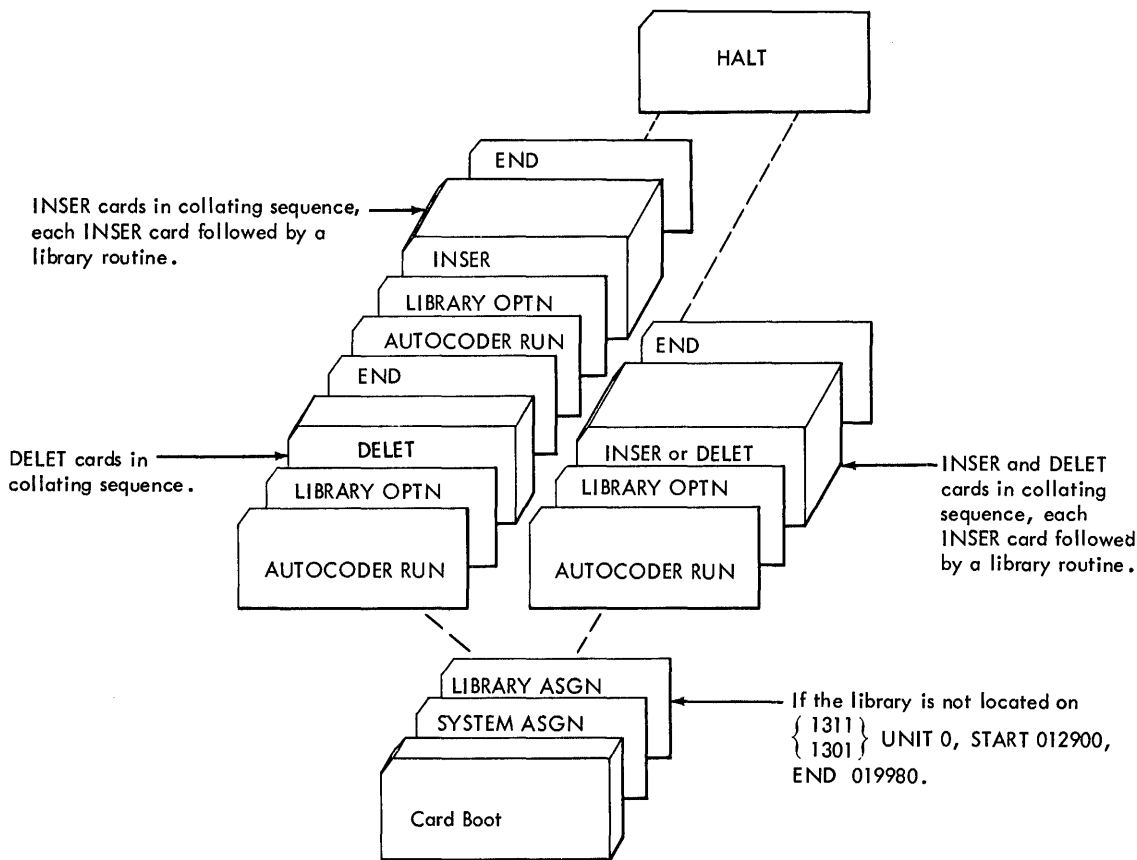 HALT
END
INSER cards in collating sequence,
each INSER card followed by a
library routine.
INSER
LIBRARY OPTN
AUTOCODER RUN
END
END
DELET
INSER or DELET
DELET cards in
collating sequence.
INSER and DELET
cards in collating
sequence, each
INSER card followed
by a library routine.
LIBRARY OPTN
LIBRARY OPTN
AUTOCODER RUN
AUTOCODER RUN
LIBRARY ASGN
SYSTEM ASGN
Card Boot
If the library is not located on
{ 1311 }
{ 1301 } UNIT 0, START 012900,
END 019980.